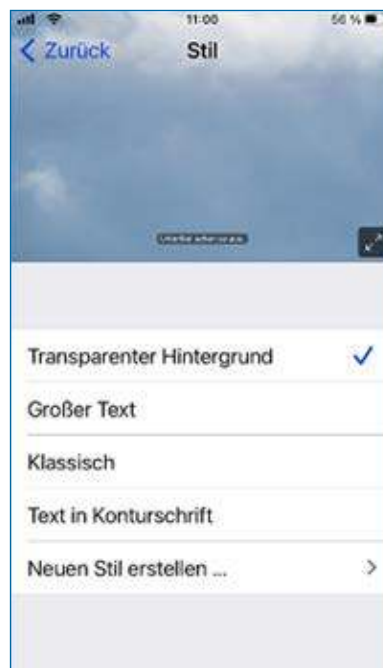 11:00
56 %
Zurück
Stil
Transparenter Hintergrund
Großer Text
Klassisch
Text in Konturschrift
Neuen Stil erstellen ...